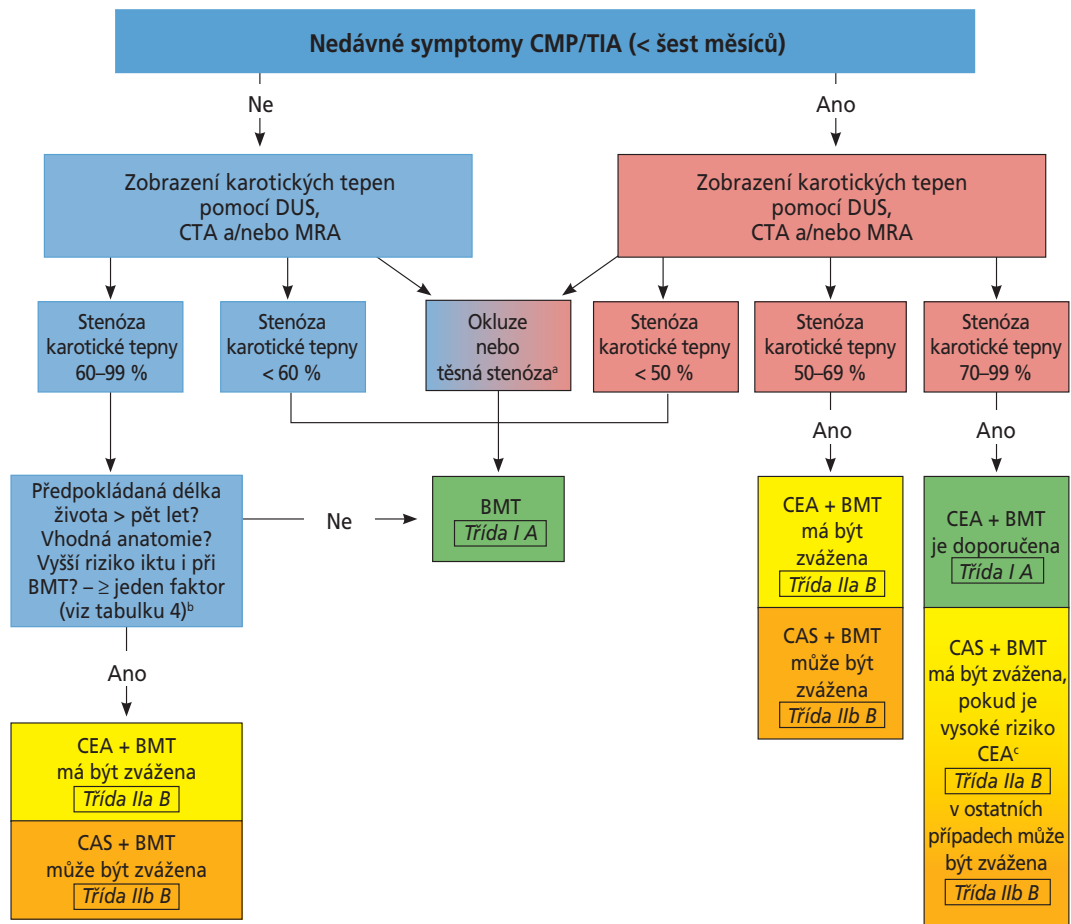 Nedávné symptomy CMP/TIA (< šest měsíců)
Ne
Ano
Zobrazení karotických tepen
pomocí DUS,
CTA a/nebo MRA
Zobrazení karotických tepen
pomocí DUS,
CTA a/nebo MRA
Stenóza
karotické tepny
60–99 %
Stenóza
karotické tepny
< 60 %
Okluze
nebo
těsná stenózaᵃ
Stenóza
karotické tepny
< 50 %
Stenóza
karotické tepny
50–69 %
Stenóza
karotické tepny
70–99 %
Ano
Ano
Předpokládaná délka
života > pět let?
Vhodná anatomie?
Vyšší riziko iktu i při
BMT? – ≥ jeden faktor
(viz tabulku 4)ᵇ
Ne
BMT
Třída I A
CEA + BMT
má být
zvážena
Třída IIa B
CAS + BMT
může být
zvážena
Třída IIb B
CEA + BMT
je doporučena
Třída I A
CAS + BMT
má být zvážena,
pokud je
vysoké riziko
CEAᶜ
Třída IIa B
v ostatních
případech může
být zvážena
Třída IIb B
Ano
CEA + BMT
má být zvážena
Třída IIa B
CAS + BMT
může být zvážena
Třída IIb B